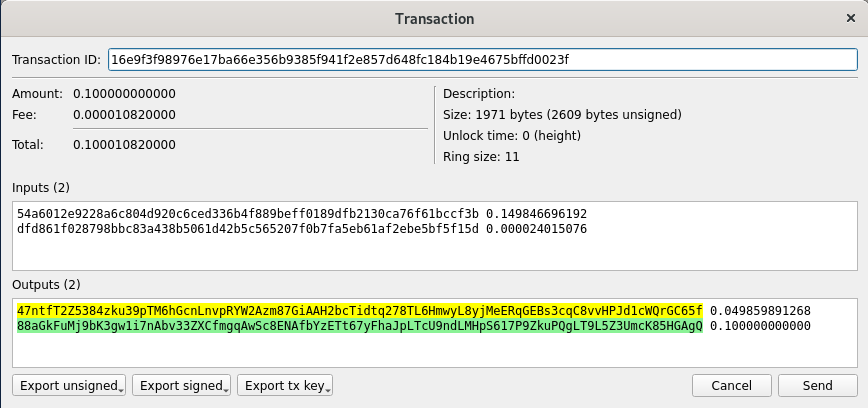 Transaction
Transaction ID: 16e9f3f98976e17ba66e356b9385f941f2e857d648fc184b19e4675bffd0023f
Amount: 0.100000000000
Fee: 0.000010820000
Total: 0.100010820000
Description:
Size: 1971 bytes (2609 bytes unsigned)
Unlock time: 0 (height)
Ring size: 11
Inputs (2)
54a6012e9228a6c804d920c6ced336b4f889beff0189dfb2130ca76f61bccf3b 0.149846696192
dfd861f028798bbc83a438b5061d42b5c565207f0b7fa5eb61af2ebe5bf5f15d 0.000024015076
Outputs (2)
47ntfT2Z5384zku39pTM6hGcnLnvpRYW2Azm87GiAAH2bcTidtq278TL6HmwyL8yjMeERqGEBs3cqC8vvHPJd1cWQrGC65f 0.049859891268
88aGkFuMj9bK3gw1i7nAbv33ZXCfmgqAwSc8ENAfbYzETt67yFhaJpLTcU9ndLMHpS617P9ZkuPQgLT9L5Z3UmcK85HGAgQ 0.100000000000
Export unsigned
Export signed
Export tx key
Cancel
Send